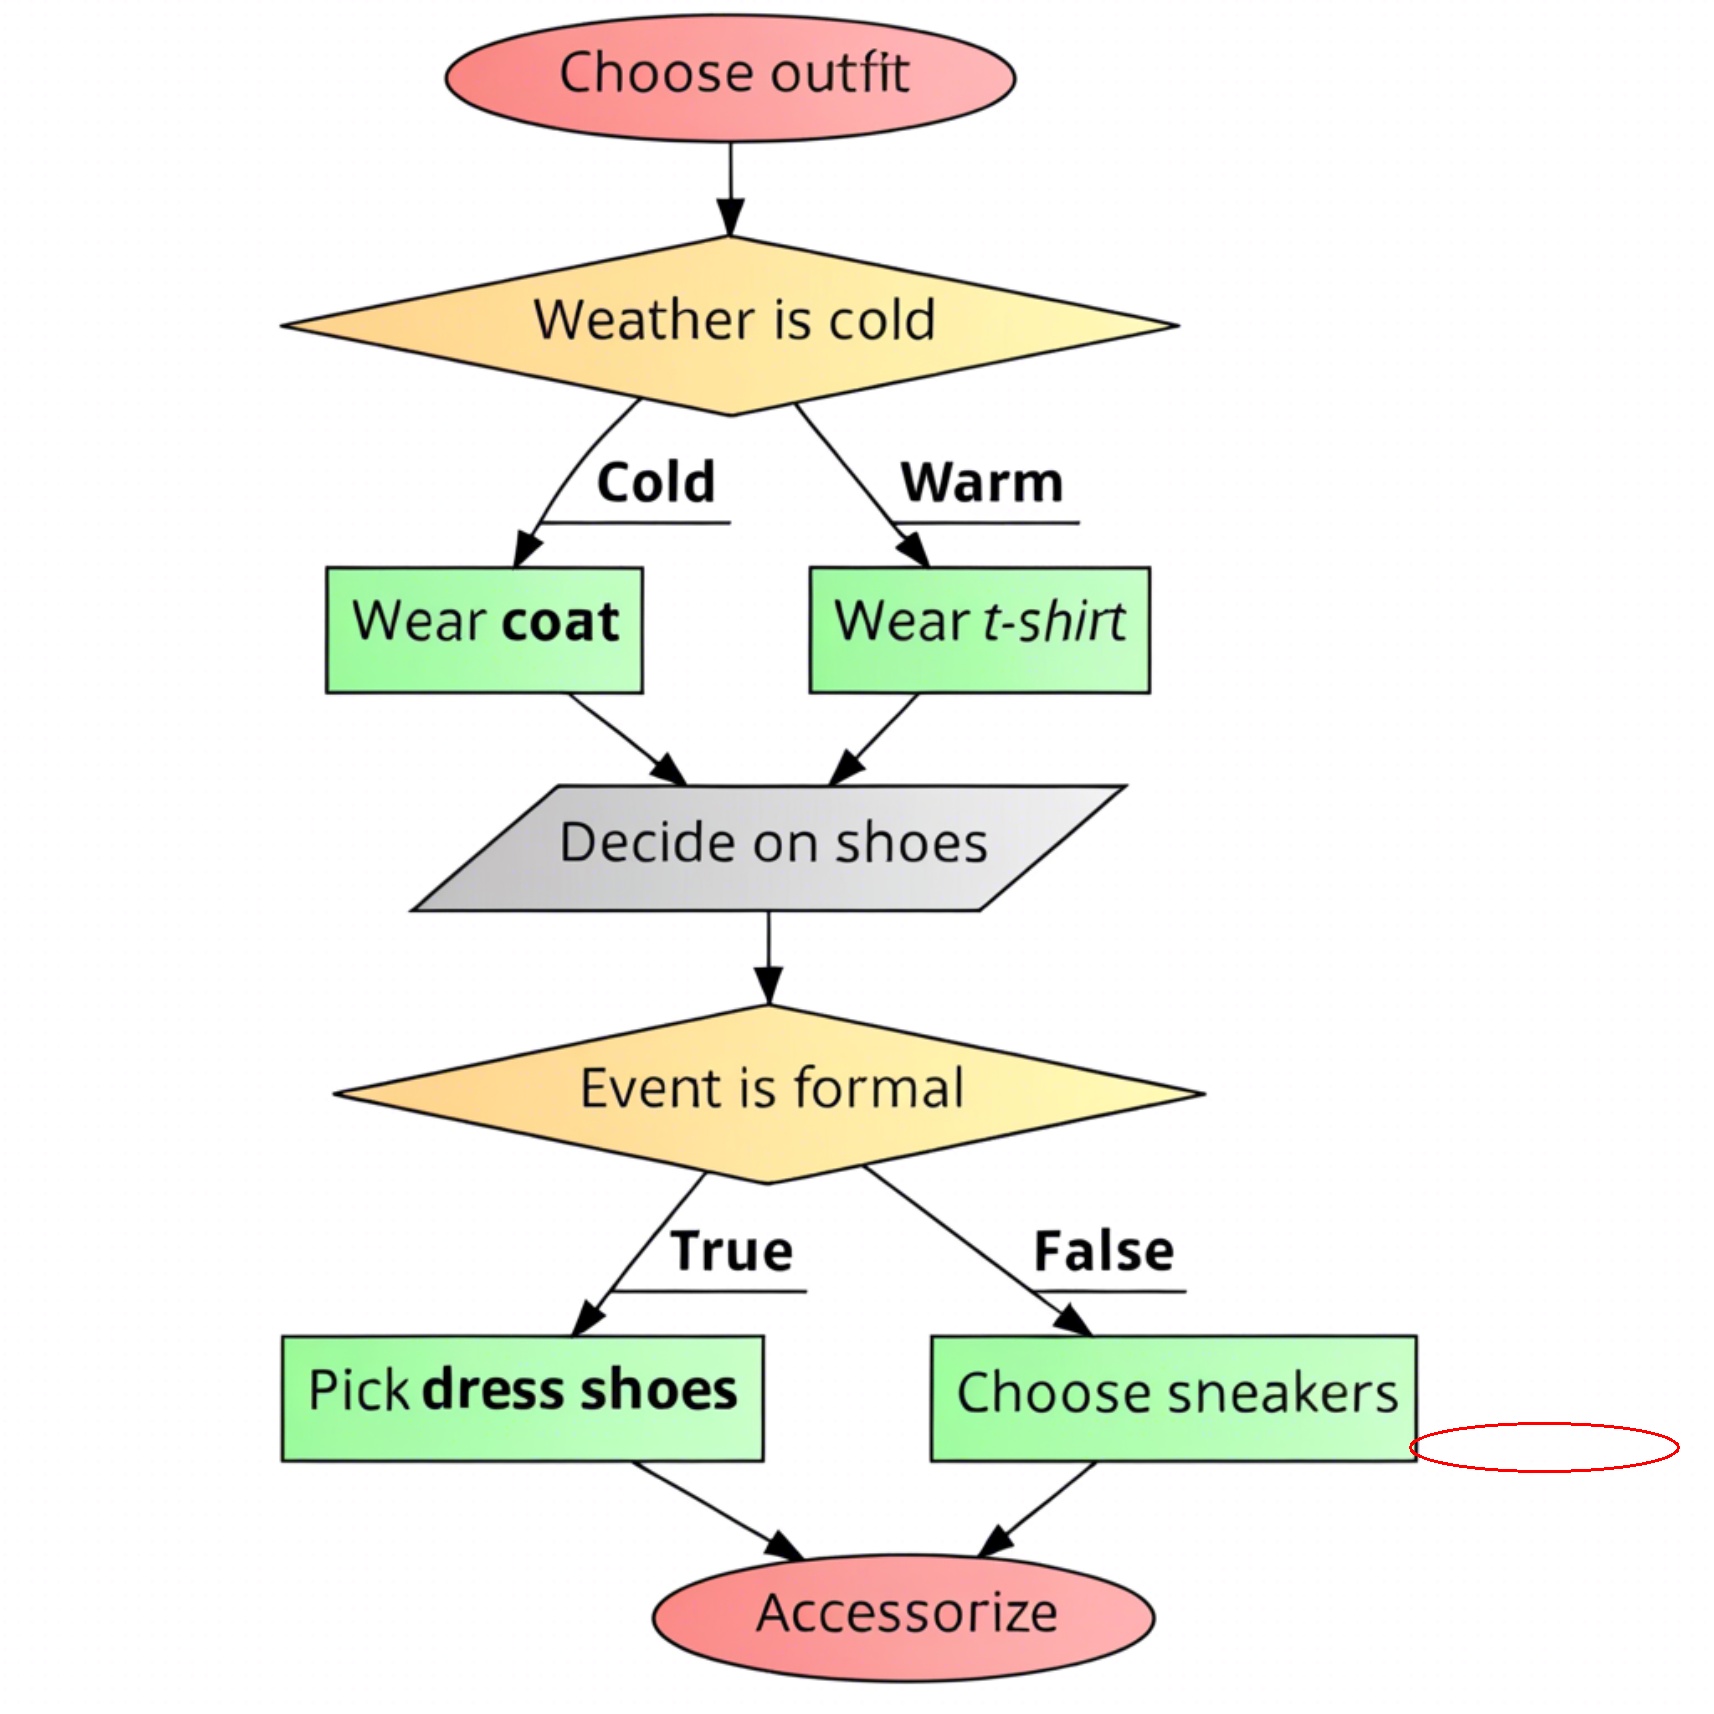 Choose outfit
Weather is cold
Cold
Warm
Wear coat
Wear t-shirt
Decide on shoes
Event is formal
True
False
Pick dress shoes
Choose sneakers
Accessorize